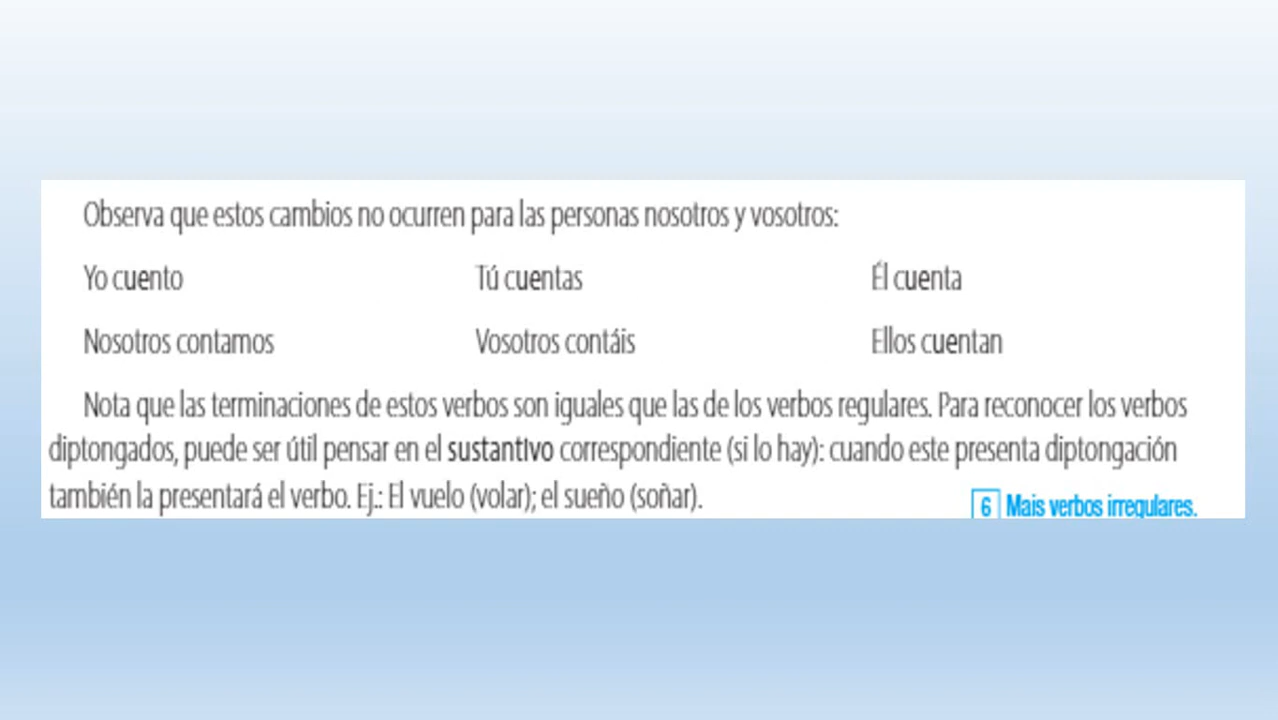 Observa que estos cambios no ocurren para las personas nosotros y vosotros:
Yo cuento Tú cuentas Él cuenta
Nosotros contamos Vosotros contáis Ellos cuentan
Nota que las terminaciones de estos verbos son iguales que las de los verbos regulares. Para reconocer los verbos
diptongados, puede ser útil pensar en el sustantivo correspondiente (si lo hay): cuando este presenta diptongación
también la presentará el verbo. Ej.: El vuelo (volar); el sueño (soñar).
6 Mais verbos irregulares.